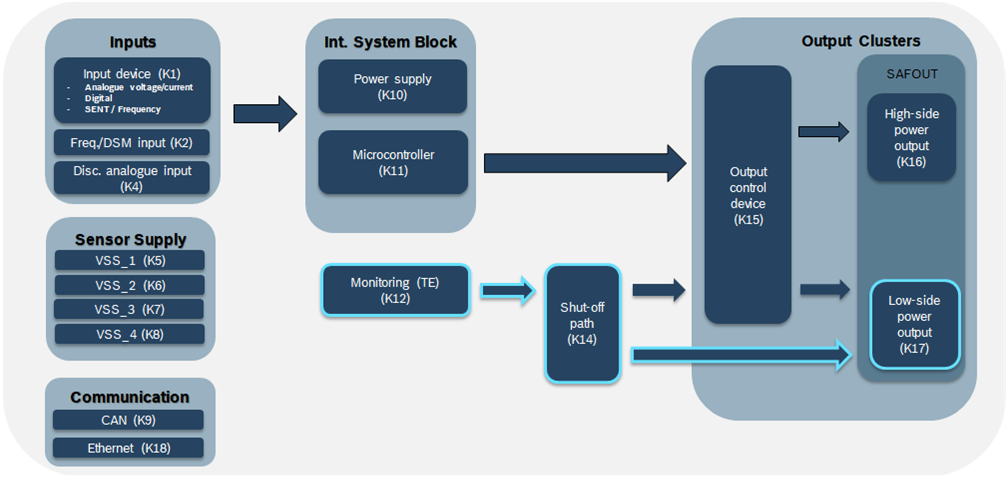 Inputs
Input device (K1)
- Analogue voltage/current
- Digital
- SENT / Frequency
Freq./DSM input (K2)
Disc. analogue input
(K4)
Sensor Supply
VSS_1 (K5)
VSS_2 (K6)
VSS_3 (K7)
VSS_4 (K8)
Communication
CAN (K9)
Ethernet (K18)
Int. System Block
Power supply
(K10)
Microcontroller
(K11)
Monitoring (TE)
(K12)
Shut-off
path
(K14)
Output Clusters
Output
control
device
(K15)
SAFOUT
High-side
power
output
(K16)
Low-side
power
output
(K17)